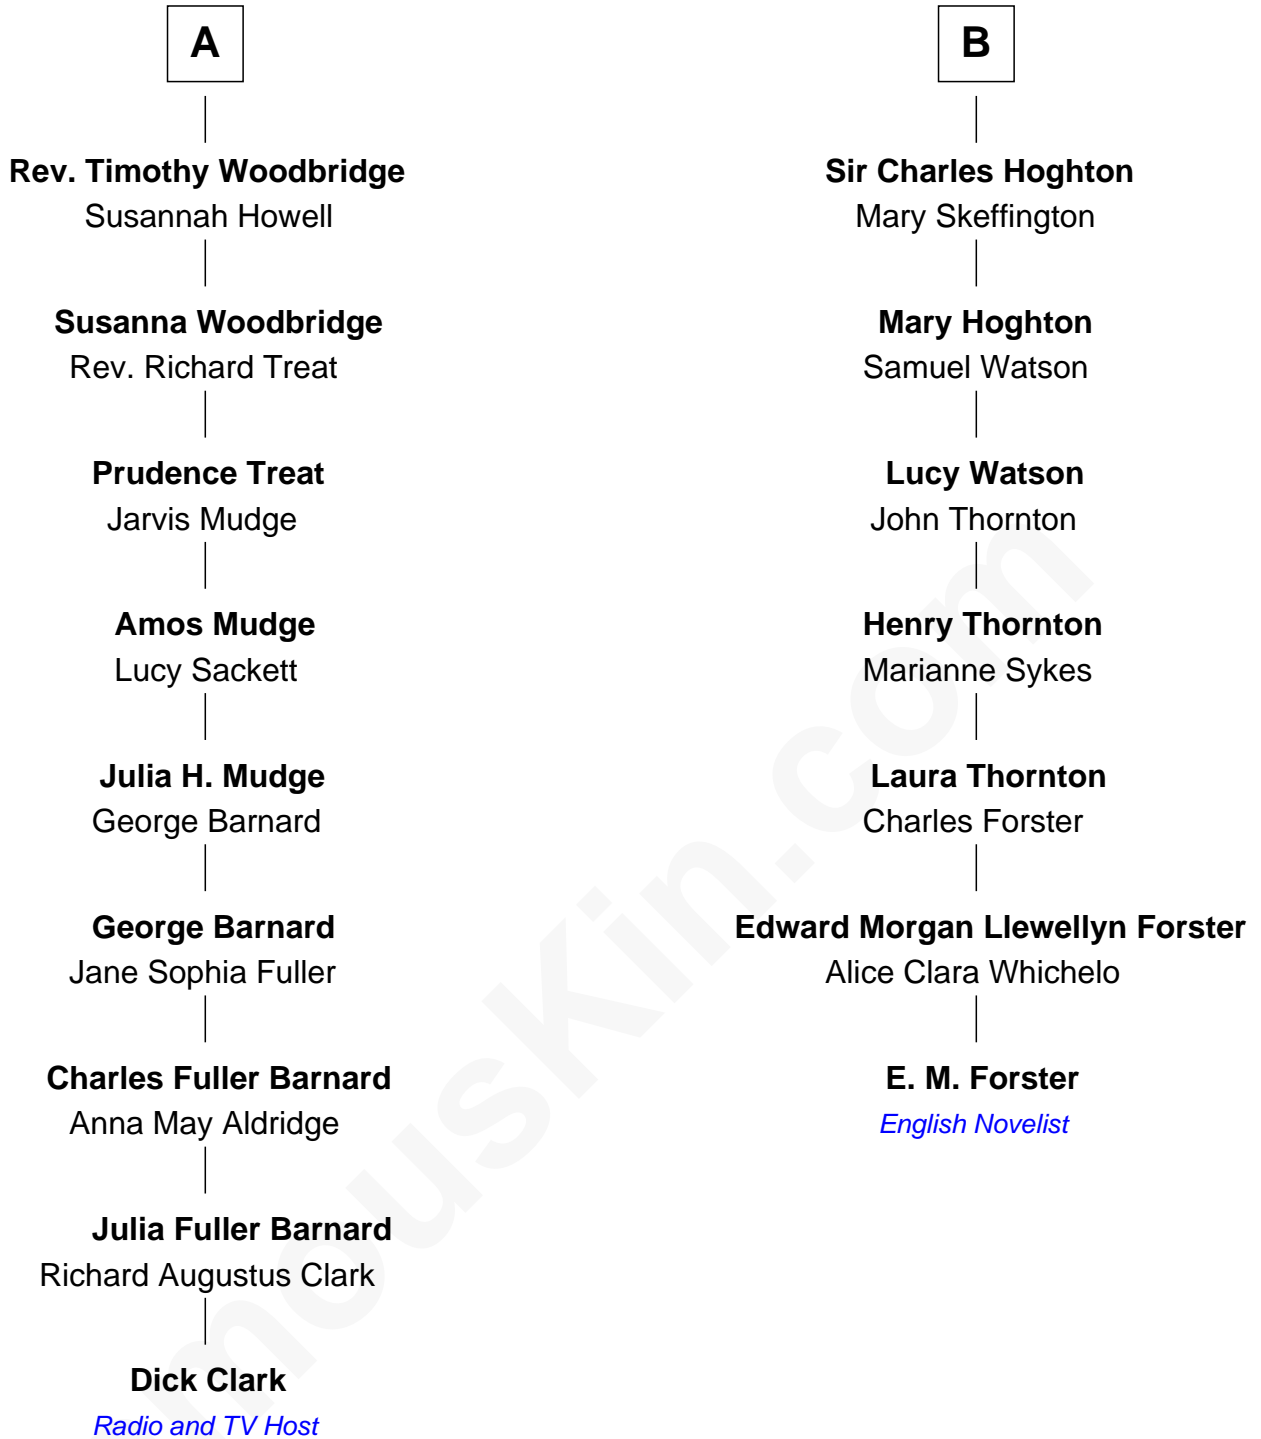 A
Rev. Timothy Woodbridge
Susannah Howell
Susanna Woodbridge
Rev. Richard Treat
Prudence Treat
Jarvis Mudge
Amos Mudge
Lucy Sackett
Julia H. Mudge
George Barnard
George Barnard
Jane Sophia Fuller
Charles Fuller Barnard
Anna May Aldridge
Julia Fuller Barnard
Richard Augustus Clark
Dick Clark
Radio and TV Host
B
Sir Charles Hoghton
Mary Skeffington
Mary Hoghton
Samuel Watson
Lucy Watson
John Thornton
Henry Thornton
Marianne Sykes
Laura Thornton
Charles Forster
Edward Morgan Llewellyn Forster
Alice Clara Whichelo
E. M. Forster
English Novelist
mousKin.com